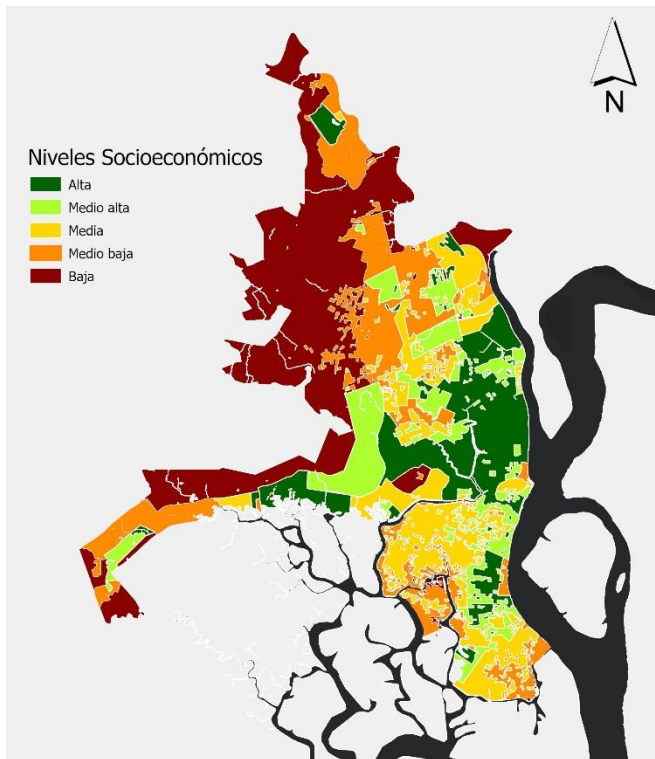 N
Niveles Socioeconómicos
Alta
Medio alta
Media
Medio baja
Baja